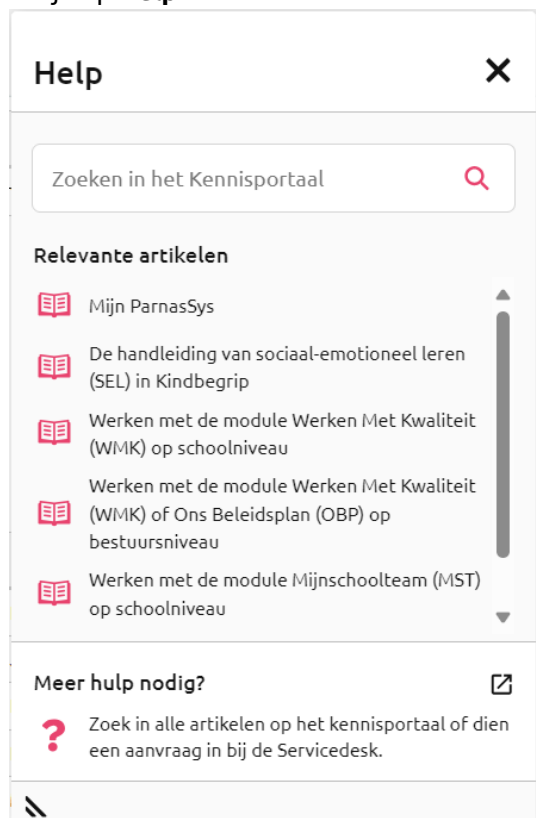 Help
Zoeken in het Kennisportaal
Relevante artikelen
Mijn ParnasSys
De handleiding van sociaal-emotioneel leren
(SEL) in Kindbegrip
Werken met de module Werken Met Kwaliteit
(WMK) op schoolniveau
Werken met de module Werken Met Kwaliteit
(WMK) of Ons Beleidsplan (OBP) op
bestuursniveau
Werken met de module Mijnschoolteam (MST)
op schoolniveau
Meer hulp nodig?
Zoek in alle artikelen op het kennisportaal of dien
een aanvraag in bij de Servicedesk.